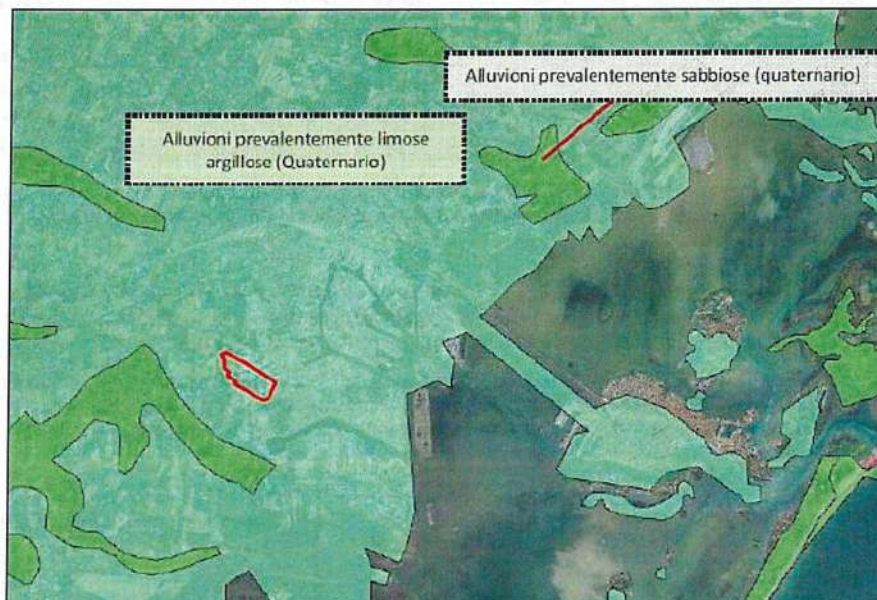 Alluvioni prevalentemente sabbiose (quaternario)
Alluvioni prevalentemente limose
argillose (Quaternario)